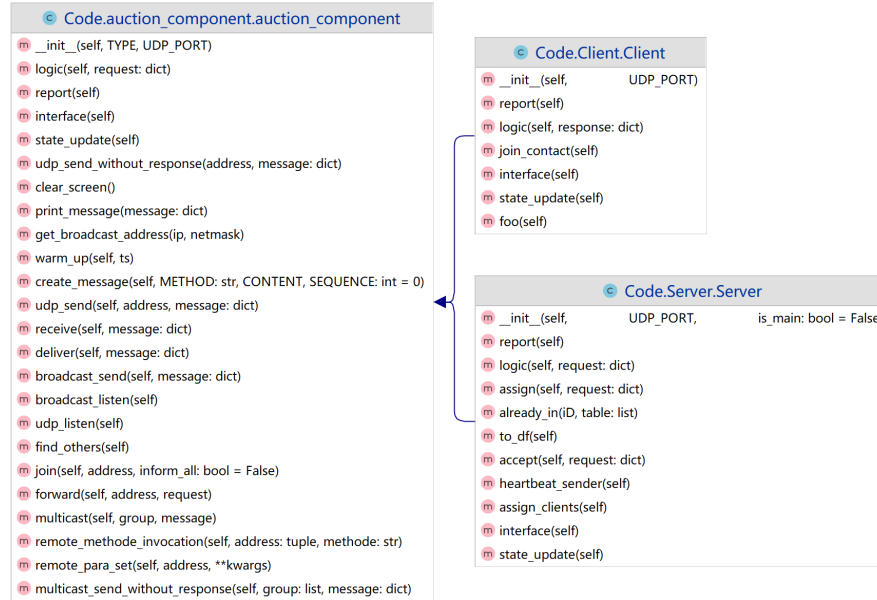 Code.auction_component.auction_component
__init__(self, TYPE, UDP_PORT)
logic(self, request: dict)
report(self)
interface(self)
state_update(self)
udp_send_without_response(address, message: dict)
clear_screen()
print_message(message: dict)
get_broadcast_address(ip, netmask)
warm_up(self, ts)
create_message(self, METHOD: str, CONTENT, SEQUENCE: int = 0)
udp_send(self, address, message: dict)
receive(self, message: dict)
deliver(self, message: dict)
broadcast_send(self, message: dict)
broadcast_listen(self)
udp_listen(self)
find_others(self)
join(self, address, inform_all: bool = False)
forward(self, address, request)
multicast(self, group, message)
remote_methode_invocation(self, address: tuple, methode: str)
remote_para_set(self, address, **kwargs)
multicast_send_without_response(self, group: list, message: dict)
Code.Client.Client
__init__(self, UDP_PORT)
report(self)
logic(self, response: dict)
join_contact(self)
interface(self)
state_update(self)
foo(self)
Code.Server.Server
__init__(self, UDP_PORT, is_main: bool = False
report(self)
logic(self, request: dict)
assign(self, request: dict)
already_in(iD, table: list)
to_df(self)
accept(self, request: dict)
heartbeat_sender(self)
assign_clients(self)
interface(self)
state_update(self)